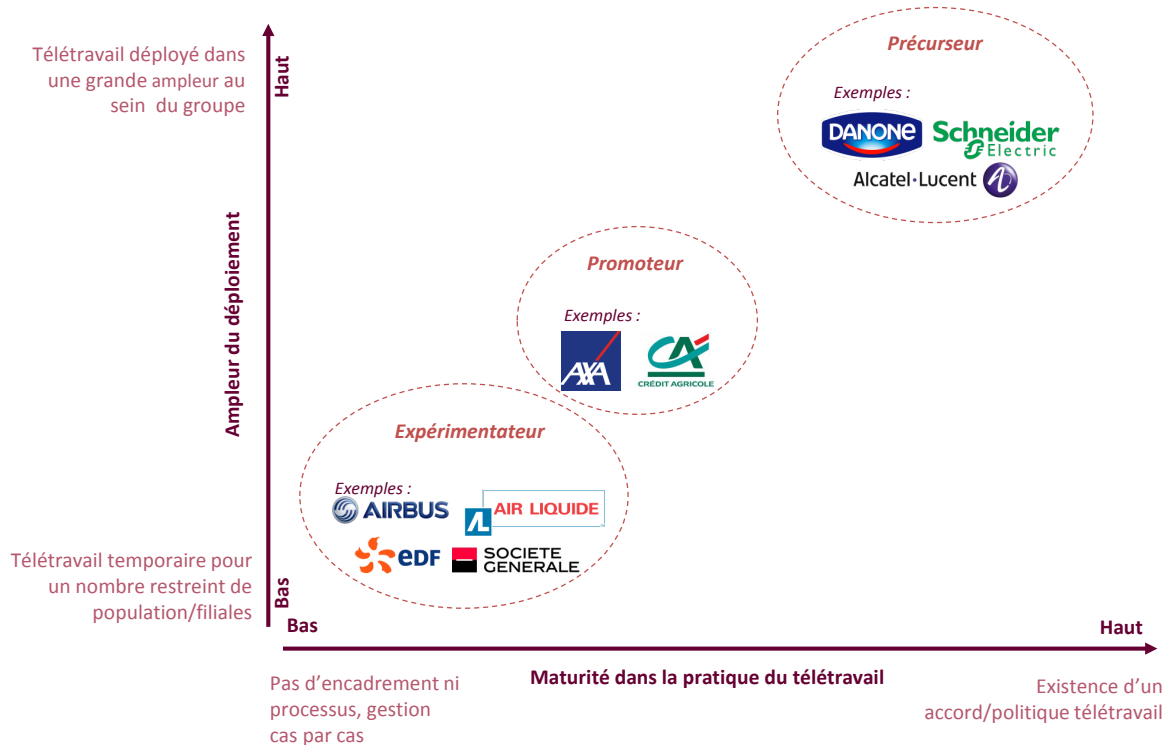 Télétravail déployé dans
une grande ampleur au
sein du groupe
Haut
Précurseur
Exemples :
DANONE
Schneider
Electric
Alcatel·Lucent
Ampleur du déploiement
Promoteur
Exemples :
AXA
CA
CRÉDIT AGRICOLE
Expérimentateur
Exemples :
AIRBUS
AL
AIR LIQUIDE
eDF
SOCIETE
GENERALE
Télétravail temporaire pour
un nombre restreint de
population/filiales
Bas
Bas
Haut
Maturité dans la pratique du télétravail
Pas d’encadrement ni
processus, gestion
cas par cas
Existence d’un
accord/politique télétravail